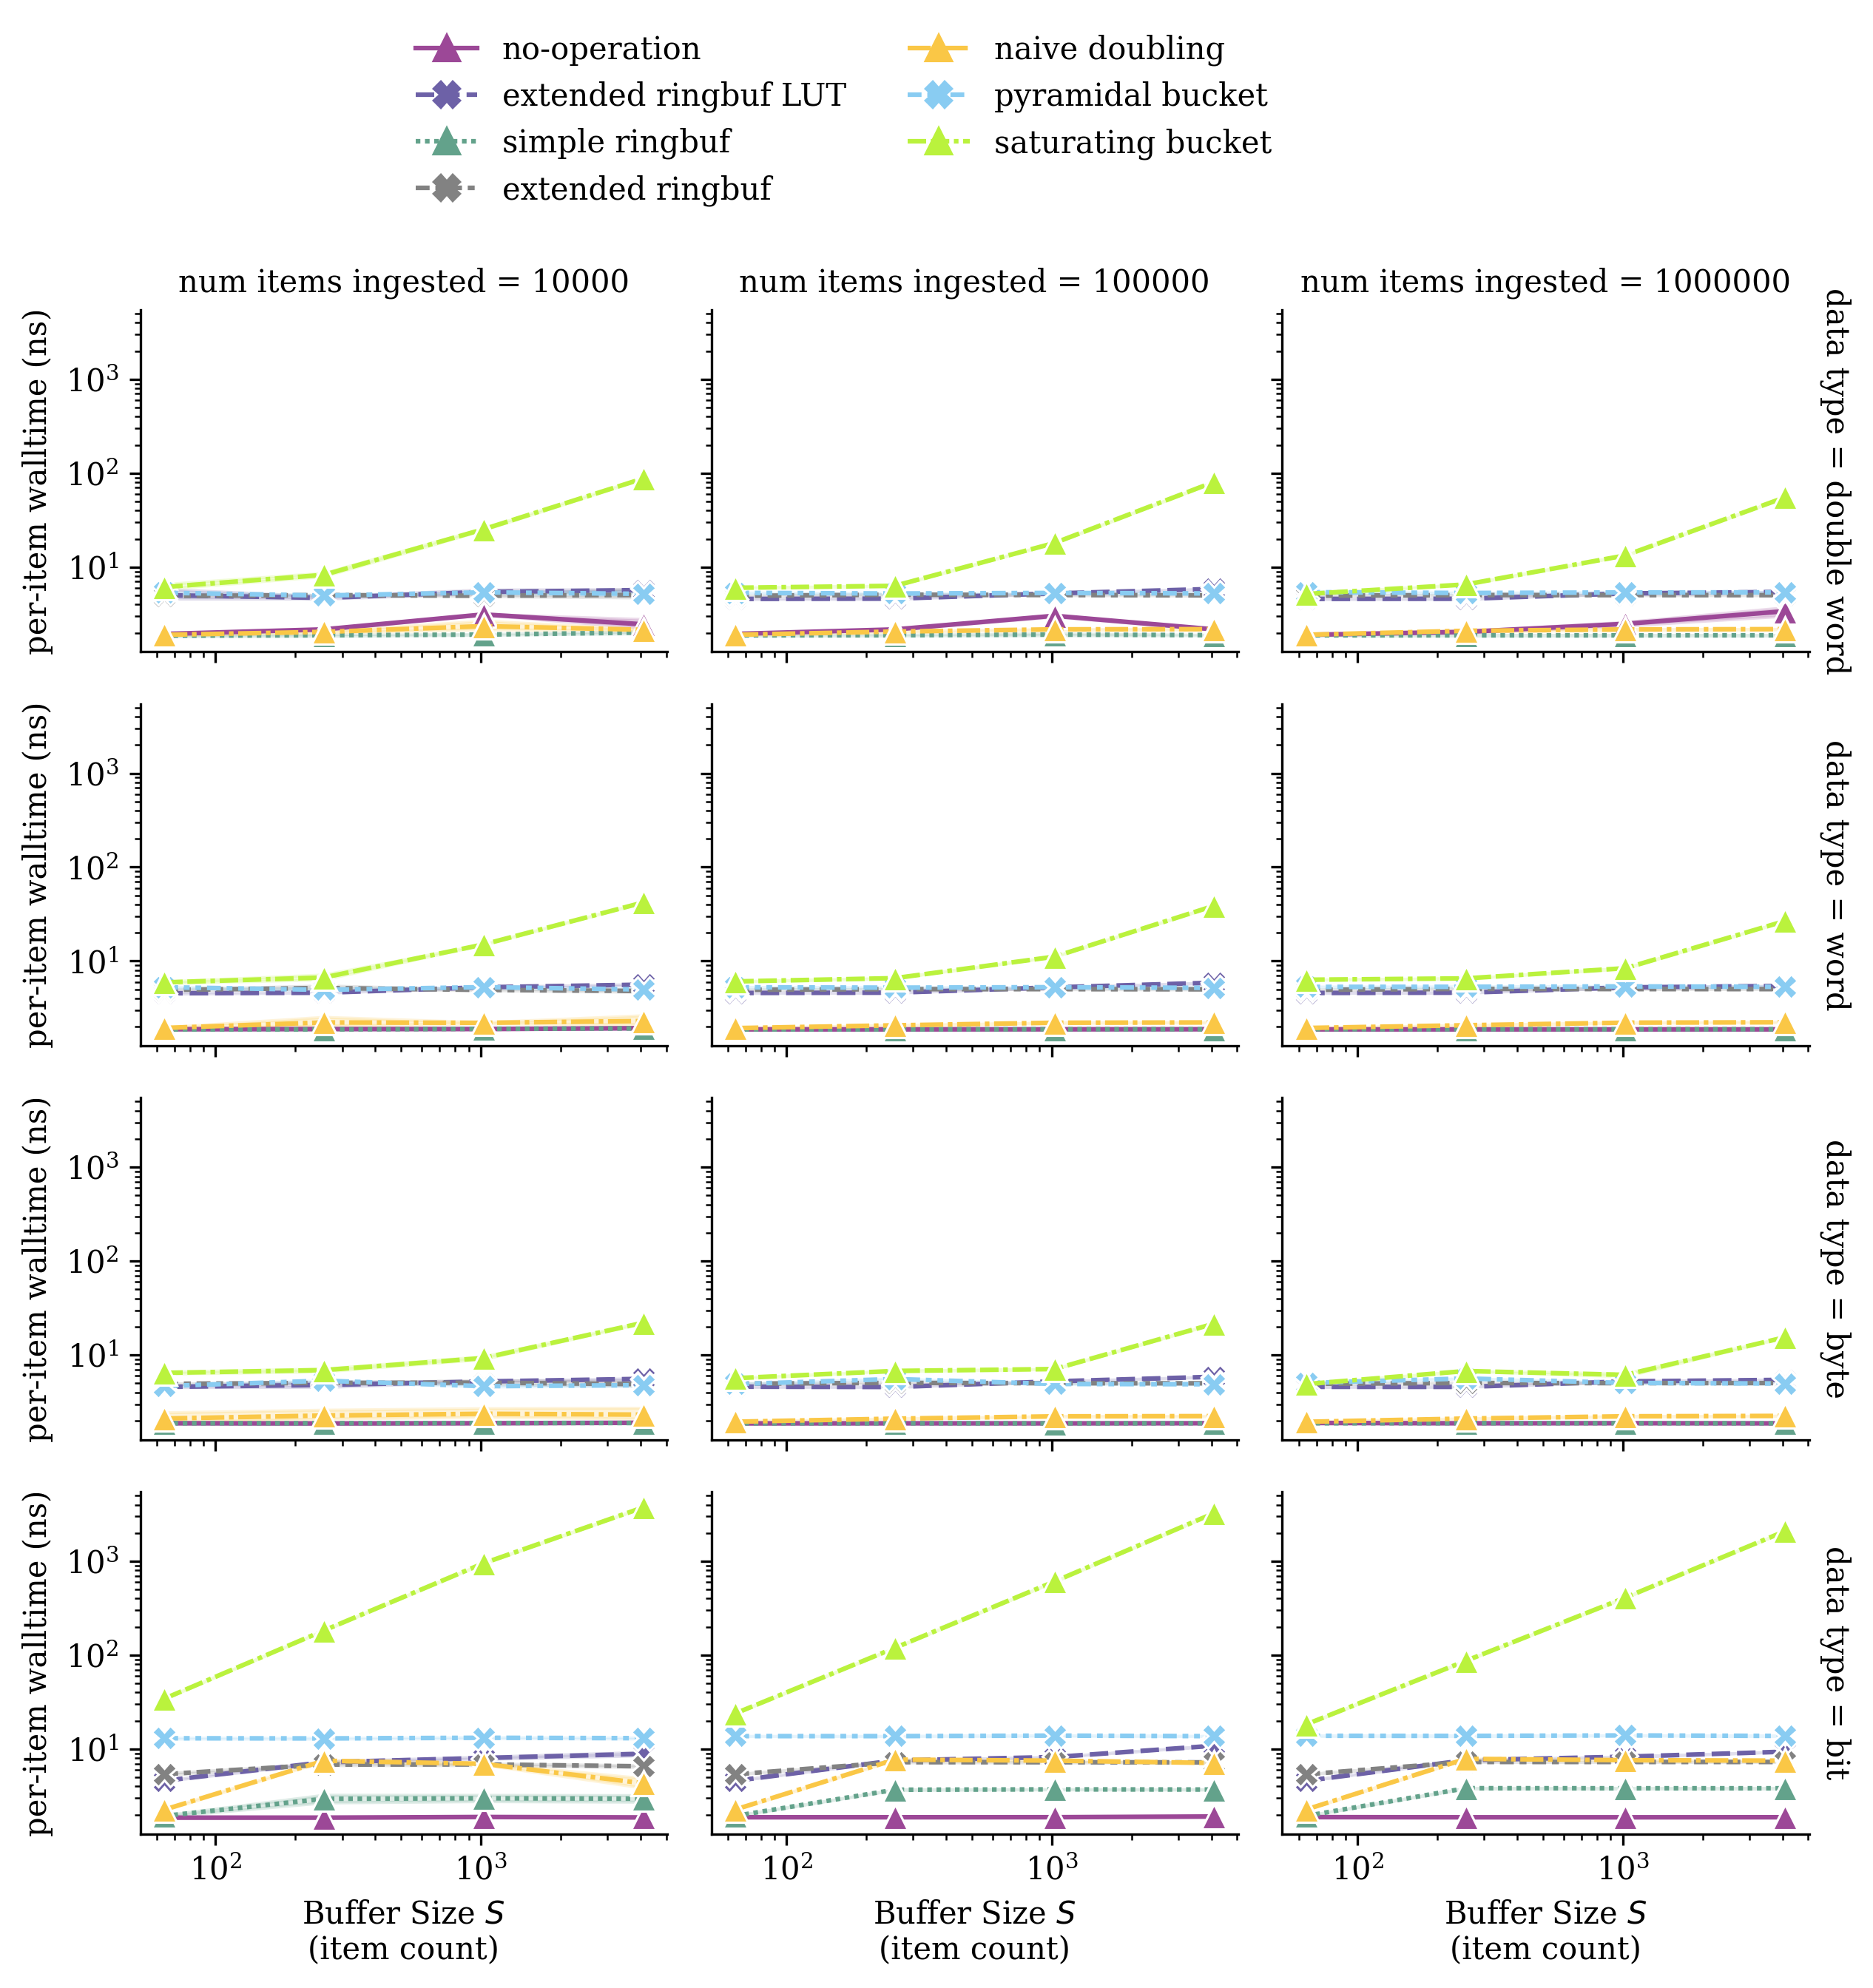 no-operation
extended ringbuf LUT
simple ringbuf
extended ringbuf
naive doubling
pyramidal bucket
saturating bucket
num items ingested = 10000
num items ingested = 100000
num items ingested = 1000000
per-item walltime (ns)
10³
10²
10¹
data type = double word
per-item walltime (ns)
10³
10²
10¹
data type = word
per-item walltime (ns)
10³
10²
10¹
data type = byte
per-item walltime (ns)
10³
10²
10¹
data type = bit
10² 10³
10² 10³
10² 10³
Buffer Size S
(item count)
Buffer Size S
(item count)
Buffer Size S
(item count)